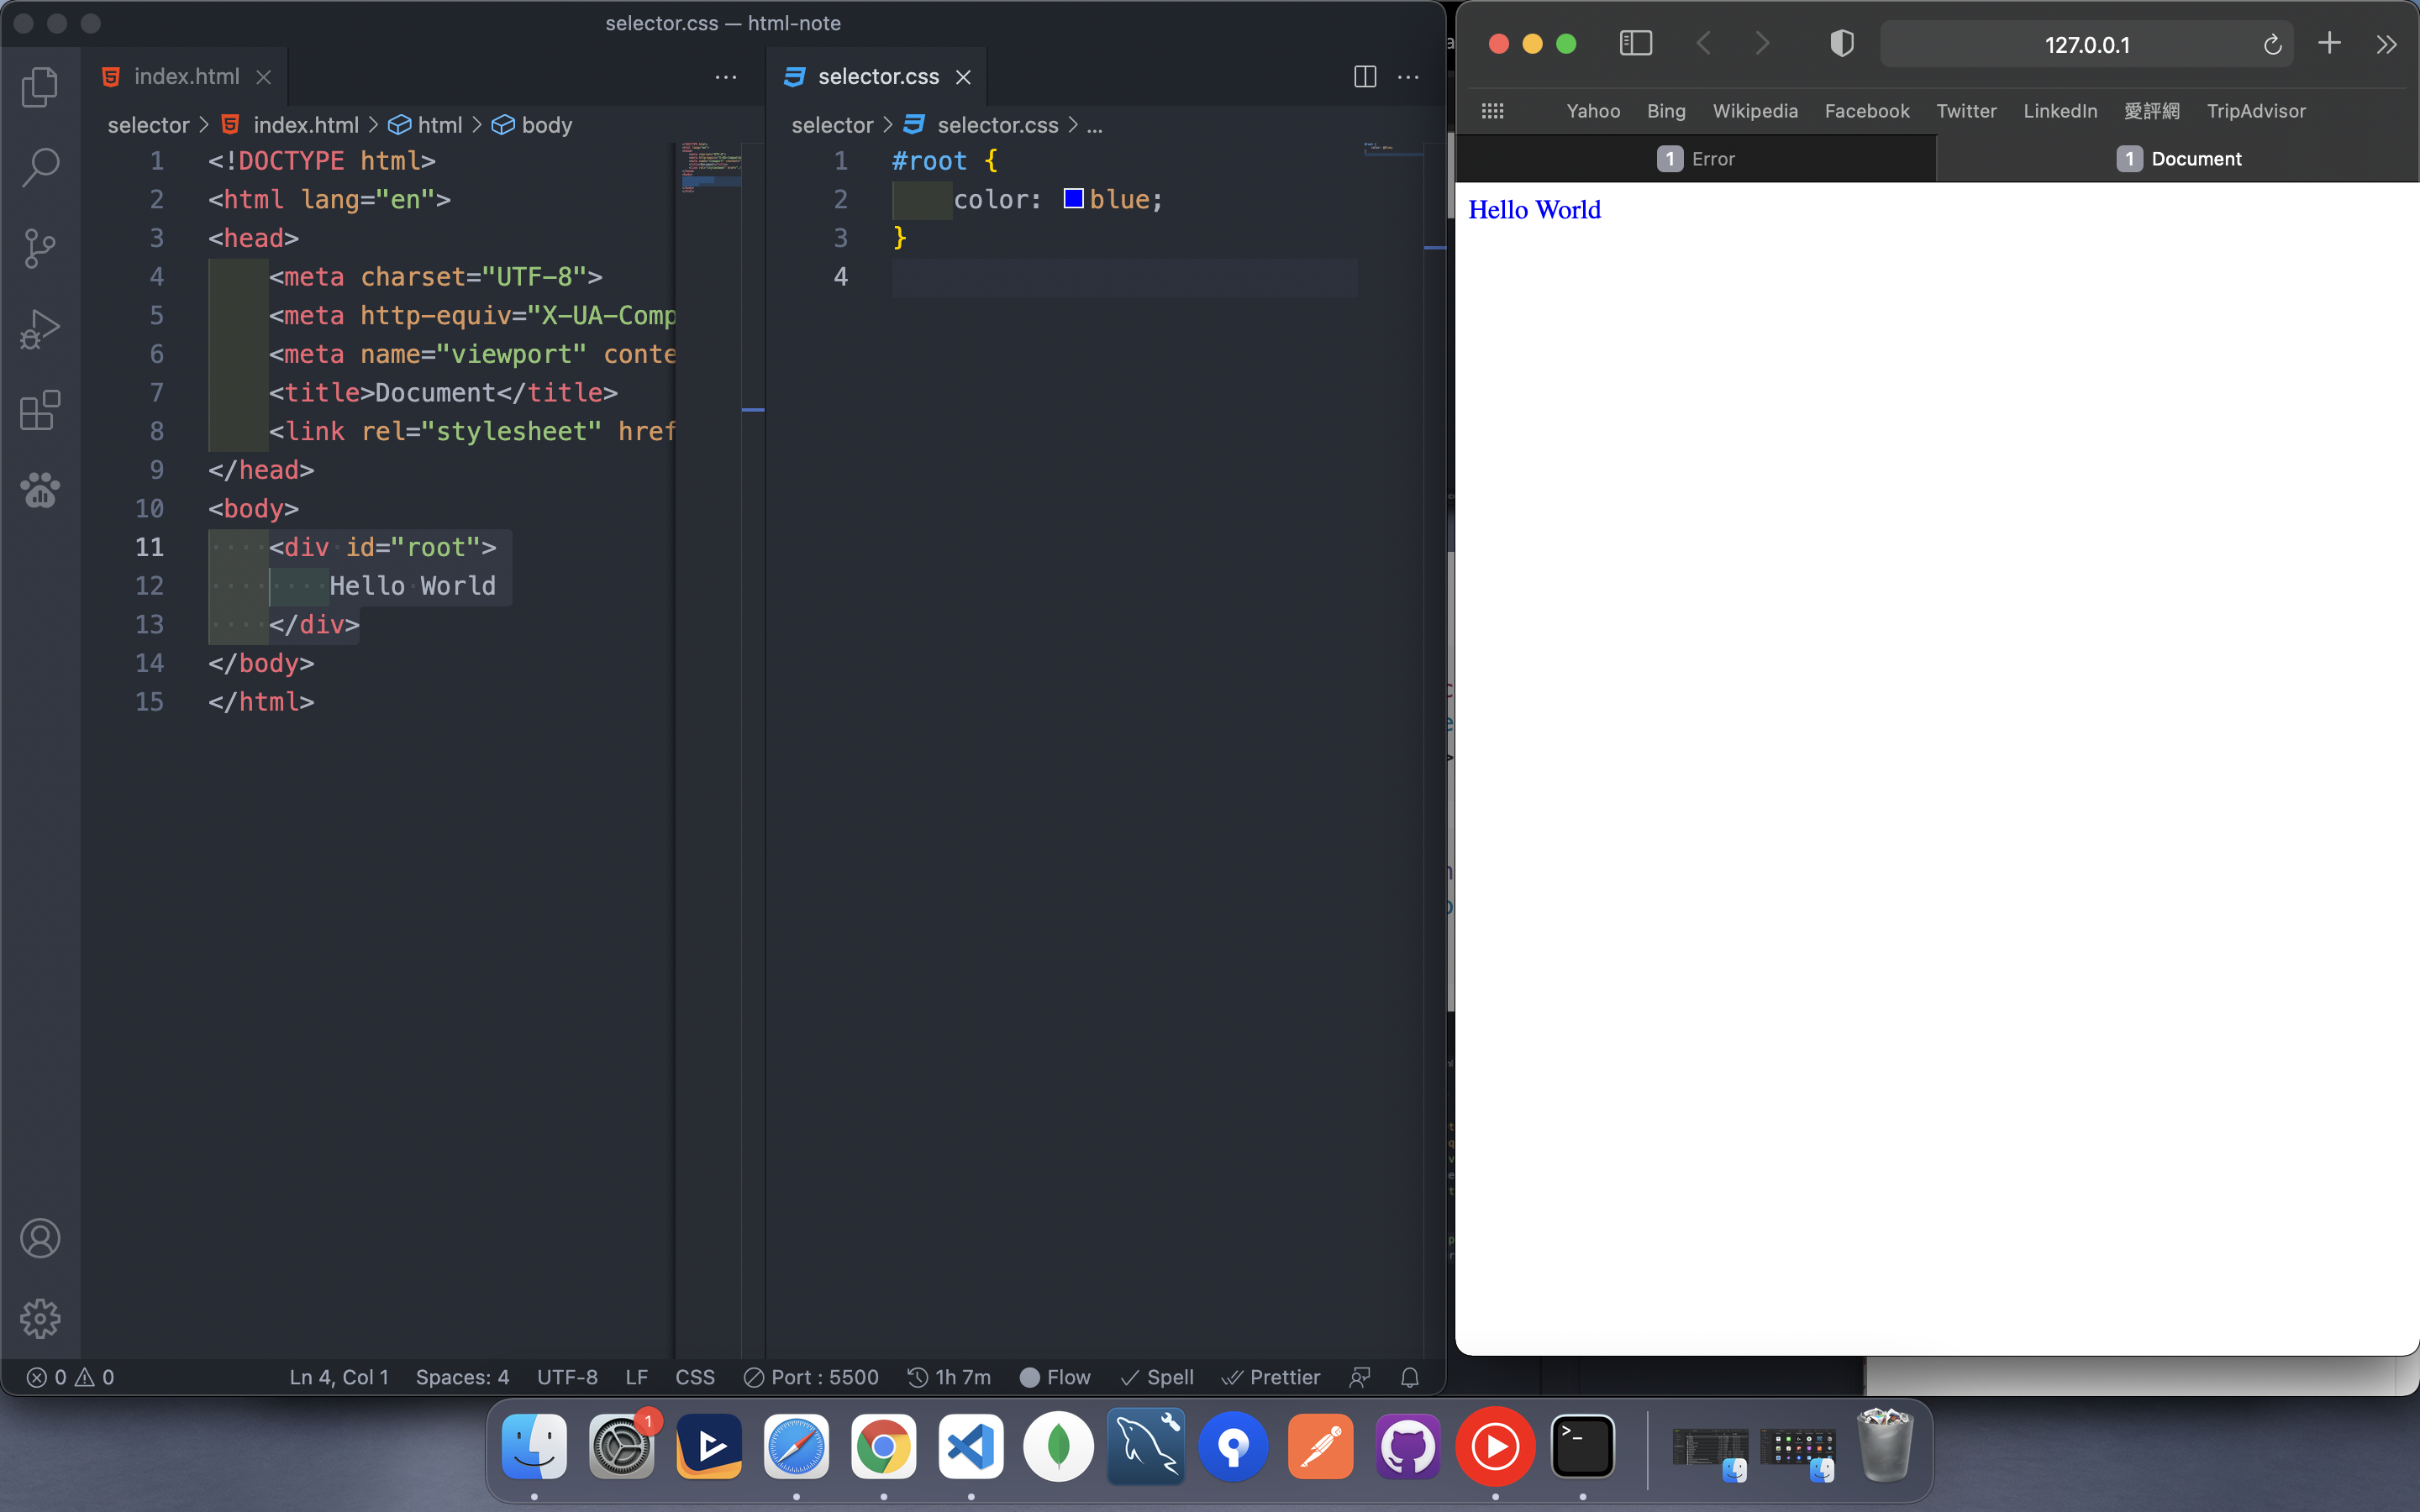 selector.css — html-note
index.html
selector.css
selector > index.html > html > body
selector > selector.css > ...
1 <!DOCTYPE html>
2 <html lang="en">
3 <head>
4 <meta charset="UTF-8">
5 <meta http-equiv="X-UA-Comp
6 <meta name="viewport" conte
7 <title>Document</title>
8 <link rel="stylesheet" href
9 </head>
10 <body>
11 <div id="root">
12 Hello World
13 </div>
14 </body>
15 </html>
1 #root {
2 color: blue;
3 }
4
0 0
Ln 4, Col 1 Spaces: 4 UTF-8 LF CSS Port : 5500 1h 7m Flow Spell Prettier
127.0.0.1
Yahoo Bing Wikipedia Facebook Twitter LinkedIn 愛評網 TripAdvisor
1 Error
1 Document
Hello World
1